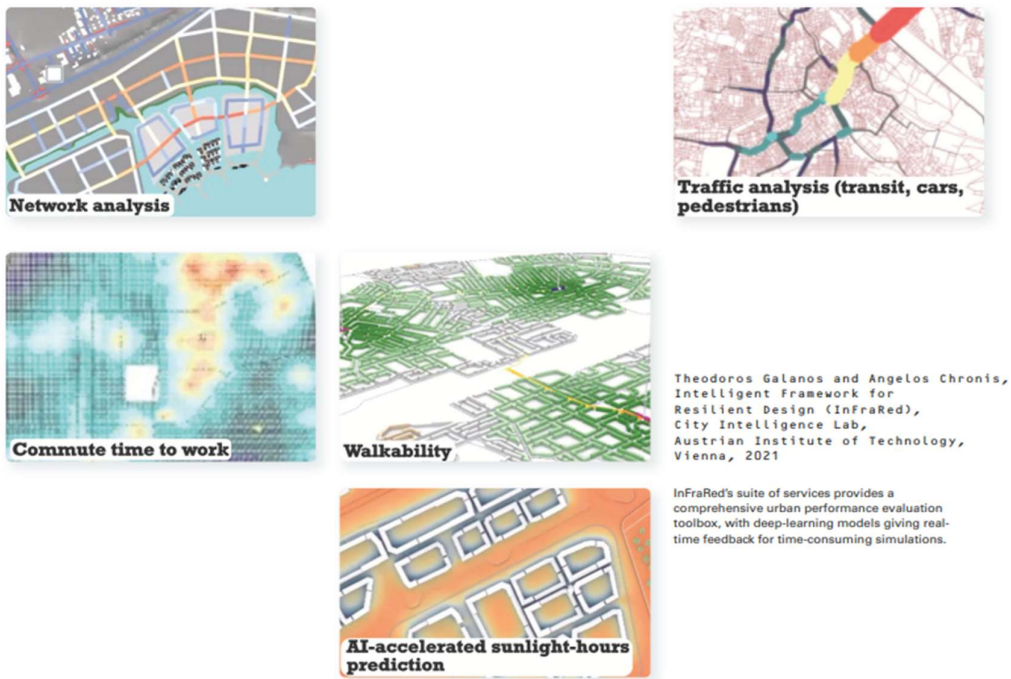 Network analysis
Traffic analysis (transit, cars,
pedestrians)
Commute time to work
Walkability
Theodoros Galanos and Angelos Chronis,
Intelligent Framework for
Resilient Design (InFraRed),
City Intelligence Lab,
Austrian Institute of Technology,
Vienna, 2021
InFraRed's suite of services provides a
comprehensive urban performance evaluation
toolbox, with deep-learning models giving real-
time feedback for time-consuming simulations.
AI-accelerated sunlight-hours
prediction